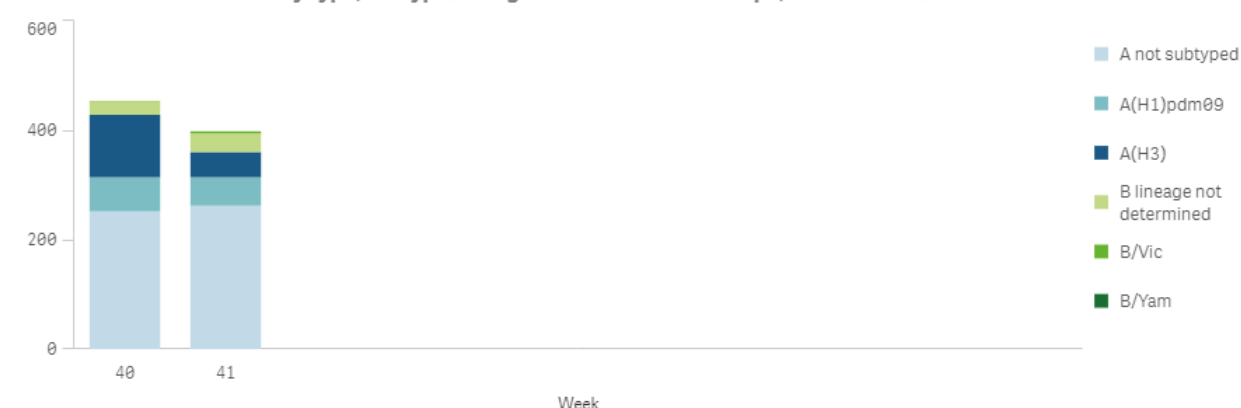 600
400
200
0
40
41
Week
A not subtyped
A(H1)pdm09
A(H3)
B lineage not
determined
B/Vic
B/Yam